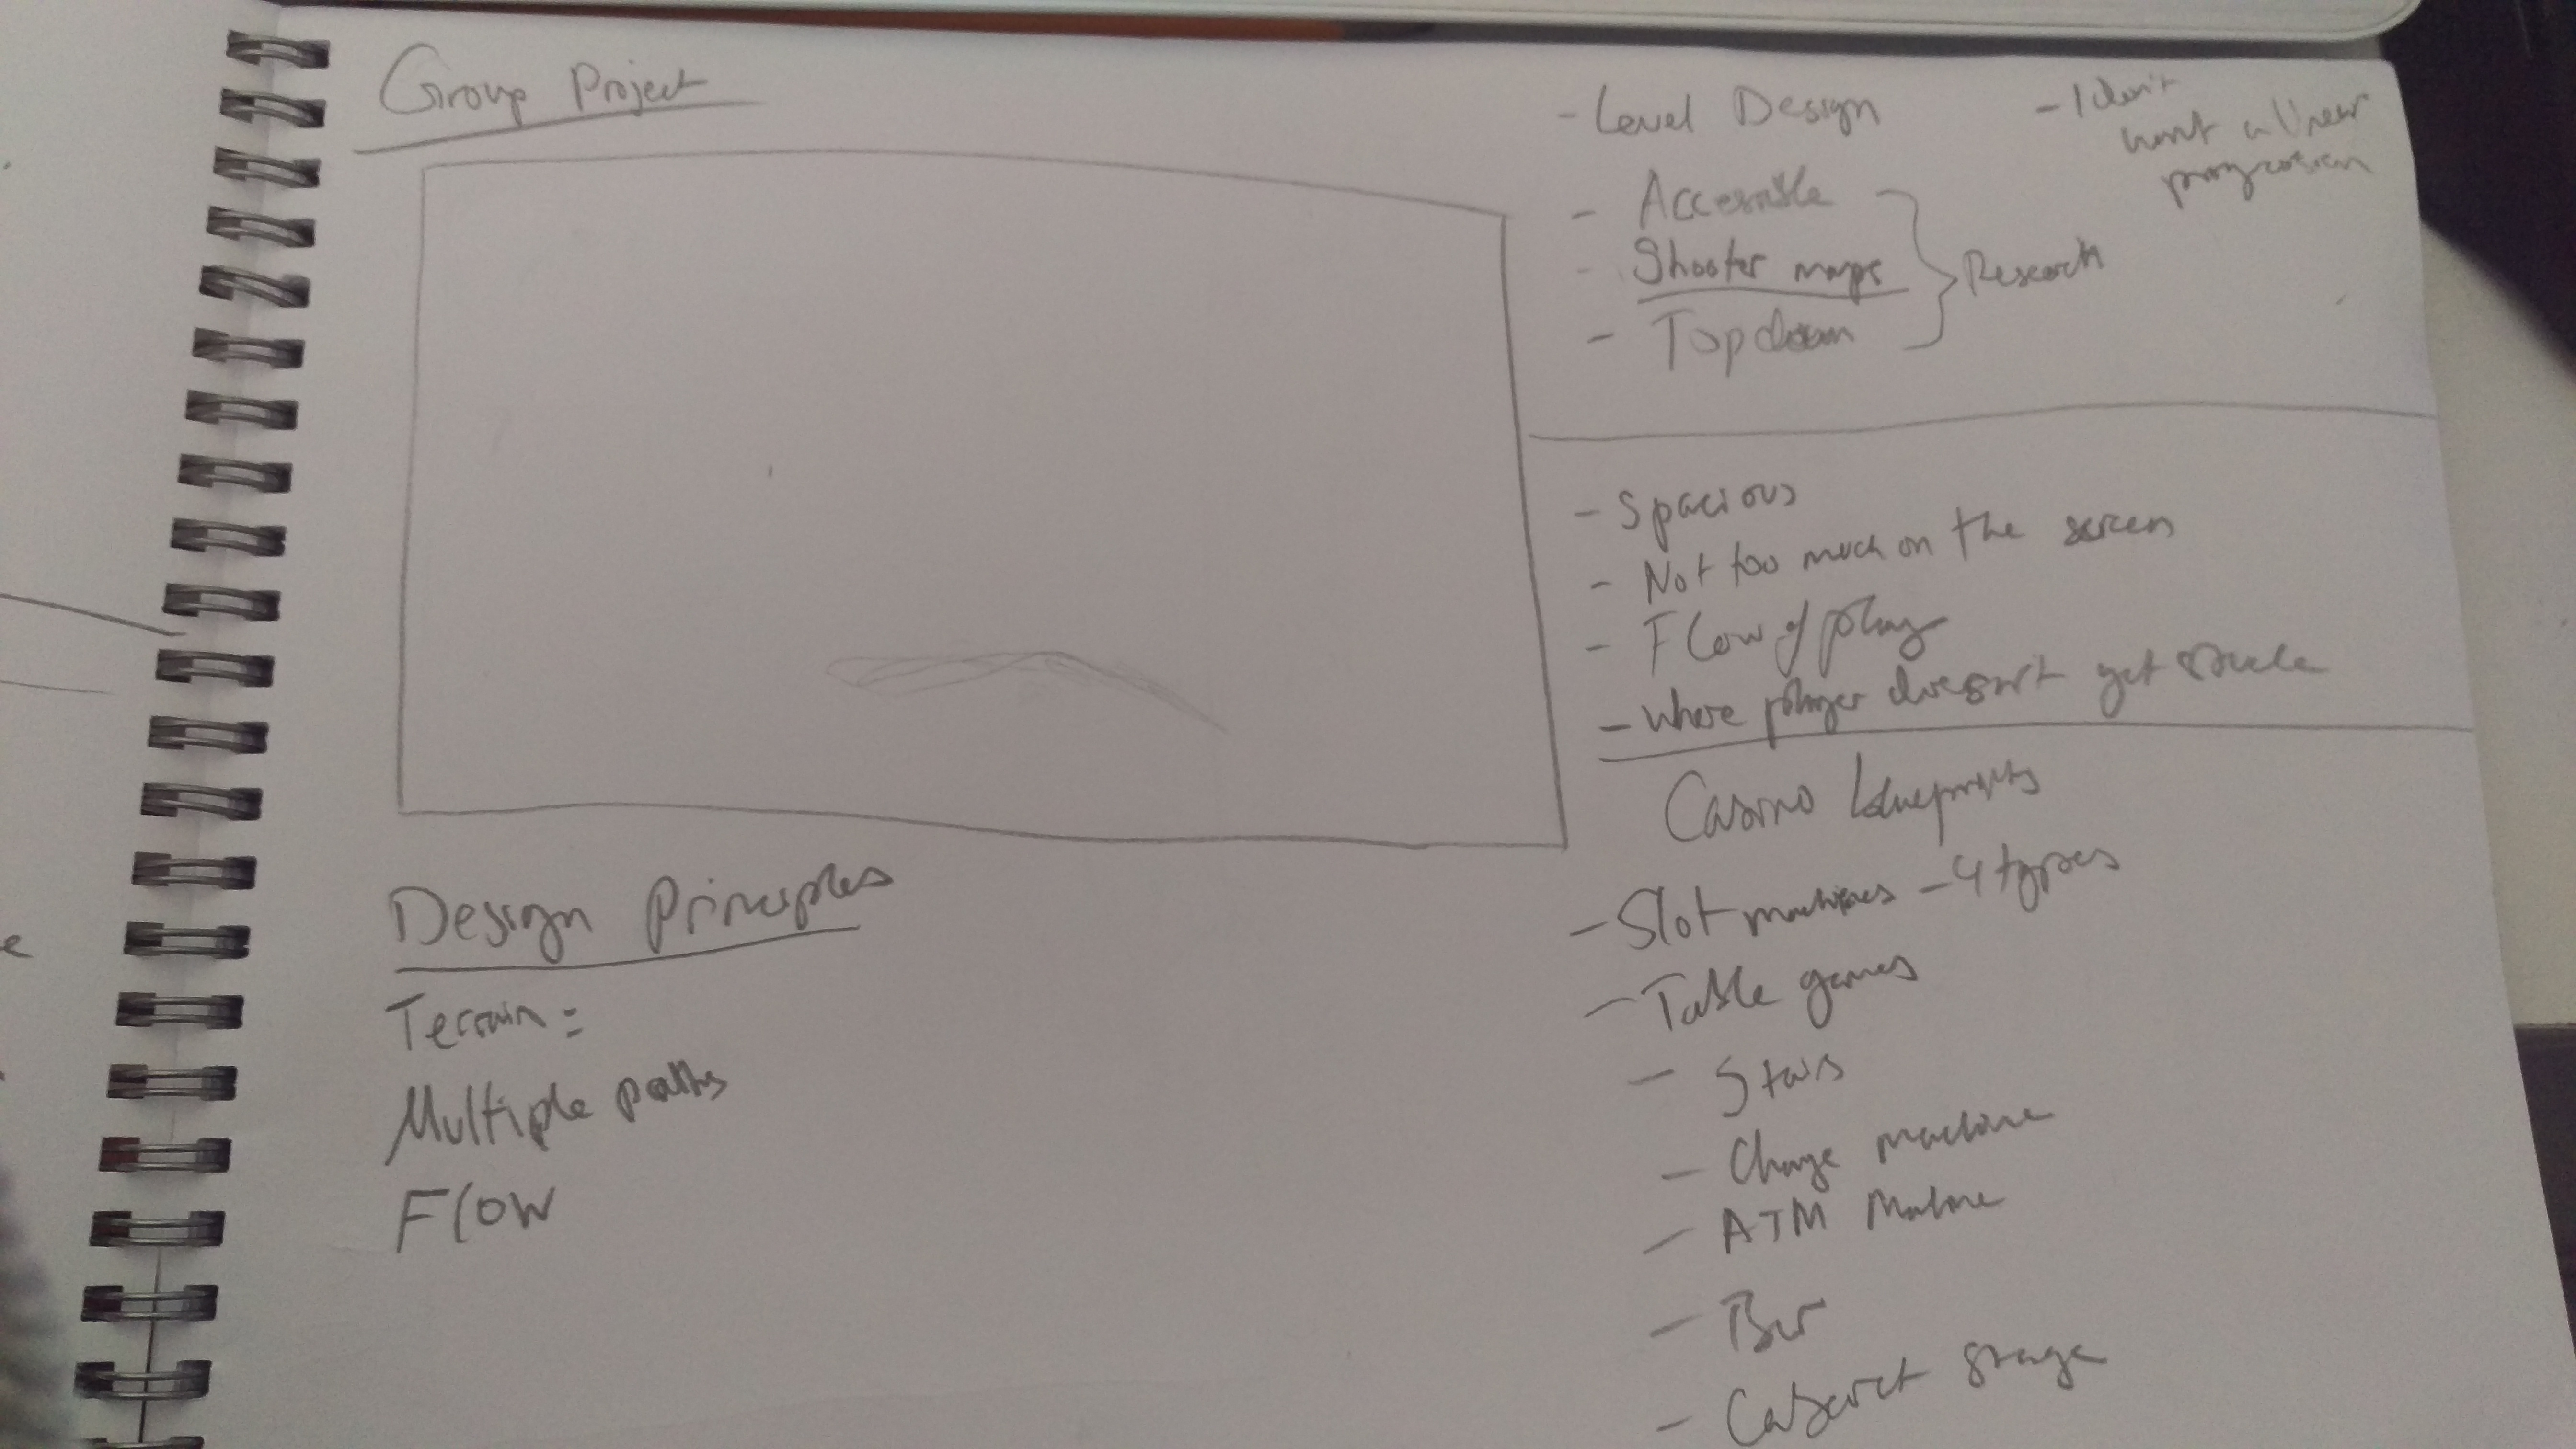 Group Project
- Level Design
- Accessible
- Shooter maps
- Top down
Research
- I don't
want a linear
progression
- Spacious
- Not too much on the screen
- Flow of play
- where player doesn't get stuck
Casino blueprints
- Slot machines - 4 types
- Table games
- Stairs
- Change machine
- ATM Machine
- Bar
- Cabaret stage
Design Principles
Terrain =
Multiple paths
Flow
e